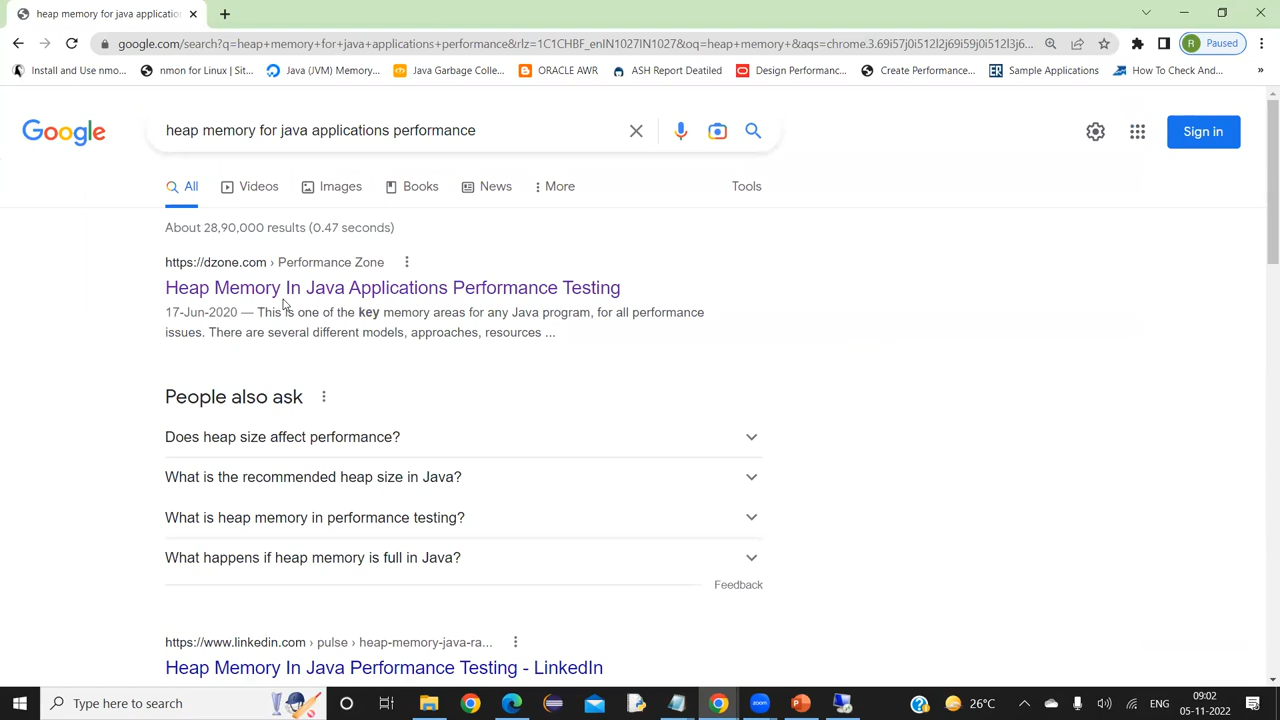 heap memory for java applicatio
google.com/search?q=heap+memory+for+java+applications+performance&rlz=1C1CHBF_enIN1027IN1027&oq=heap+memory+&aqs=chrome.3.69i57j0i512l2j69i59j0i512l3j6...
Paused
Install and Use nmo...
nmon for Linux | Sit...
Java (JVM) Memory...
Java Garbage Colle...
ORACLE AWR
ASH Report Deatiled
Design Performanc...
Create Performance...
Sample Applications
How To Check And...
Google
heap memory for java applications performance
Sign in
All
Videos
Images
Books
News
More
Tools
About 28,90,000 results (0.47 seconds)
https://dzone.com › Performance Zone
Heap Memory In Java Applications Performance Testing
17-Jun-2020 — This is one of the key memory areas for any Java program, for all performance
issues. There are several different models, approaches, resources ...
People also ask
Does heap size affect performance?
What is the recommended heap size in Java?
What is heap memory in performance testing?
What happens if heap memory is full in Java?
Feedback
https://www.linkedin.com › pulse › heap-memory-java-ra...
Heap Memory In Java Performance Testing - LinkedIn
Type here to search
26°C
ENG
09:02
05-11-2022